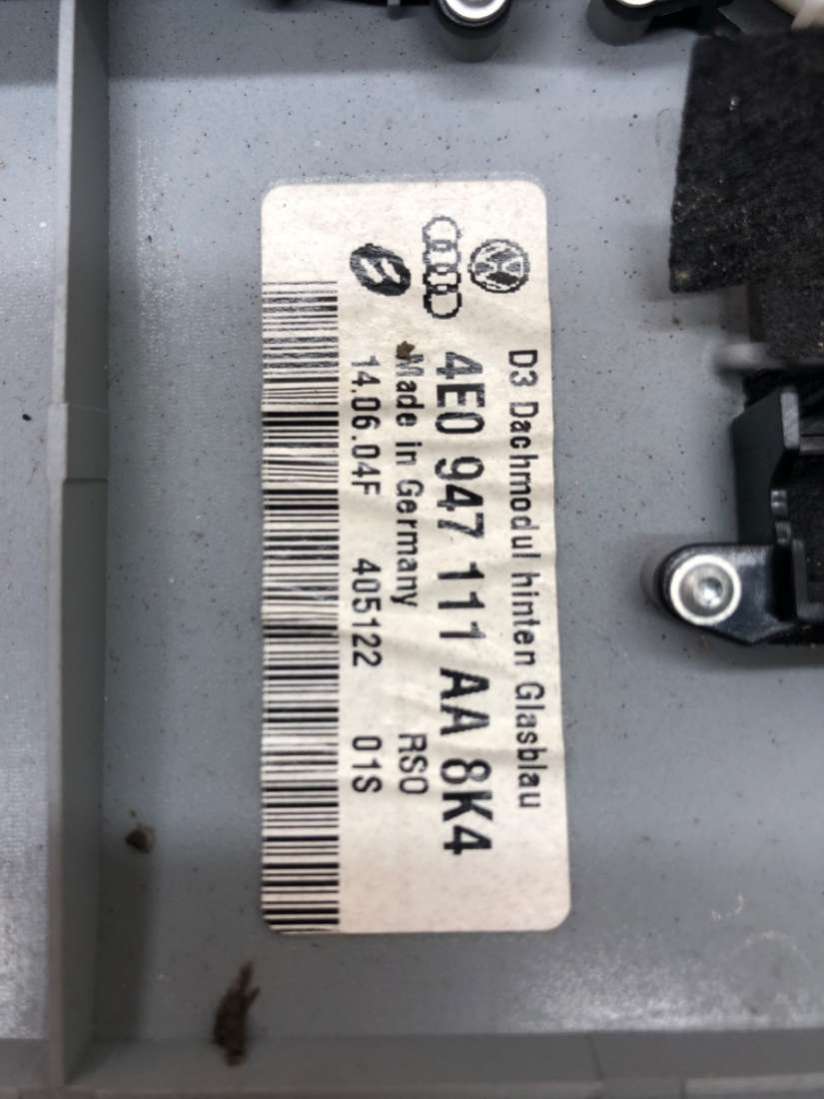 D3 Dachmodul hinten Glasblau
4E0 947 111 AA 8K4
Made in Germany RS0
14.06.04F 405122 01S